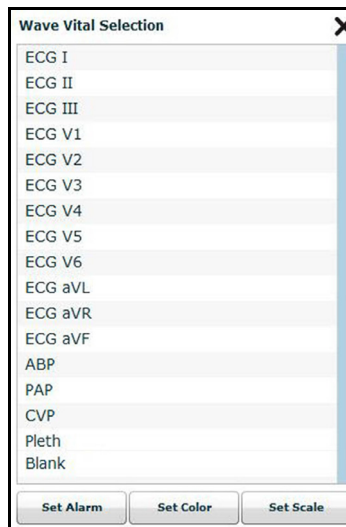 Wave Vital Selection
ECG I
ECG II
ECG III
ECG V1
ECG V2
ECG V3
ECG V4
ECG V5
ECG V6
ECG aVL
ECG aVR
ECG aVF
ABP
PAP
CVP
Pleth
Blank
Set Alarm Set Color Set Scale